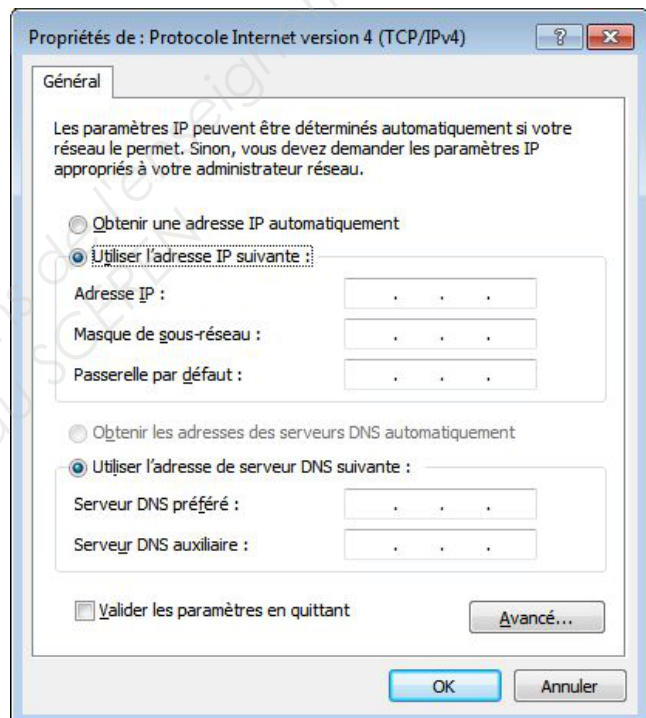 Propriétés de : Protocole Internet version 4 (TCP/IPv4)
Général
Les paramètres IP peuvent être déterminés automatiquement si votre
réseau le permet. Sinon, vous devez demander les paramètres IP
appropriés à votre administrateur réseau.
Obtenir une adresse IP automatiquement
Utiliser l'adresse IP suivante :
Adresse IP :
Masque de sous-réseau :
Passerelle par défaut :
Obtenir les adresses des serveurs DNS automatiquement
Utiliser l'adresse de serveur DNS suivante :
Serveur DNS préféré :
Serveur DNS auxiliaire :
Valider les paramètres en quittant
Avancé...
OK Annuler
de l'enseign
au SCEREN